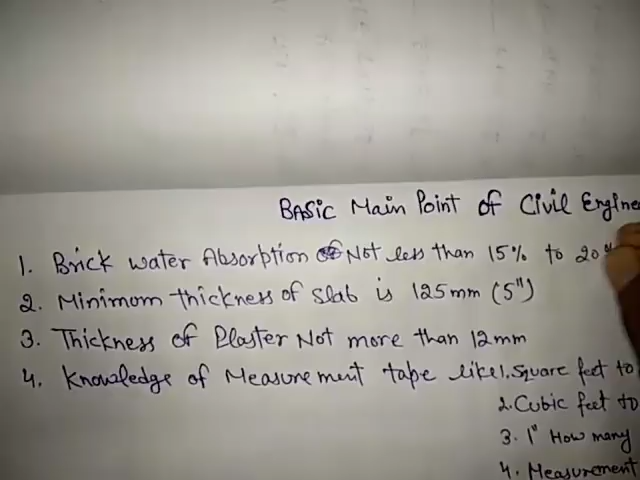 BASIC Main Point of Civil Engine
1. Brick water Absorption Not less than 15% to 20%
2. Minimum thickness of slab is 125mm (5")
3. Thickness of Plaster Not more than 12mm
4. Knowledge of Measurement tape like 1. Square feet to
2. Cubic feet to
3. 1" How many
4. Measurement